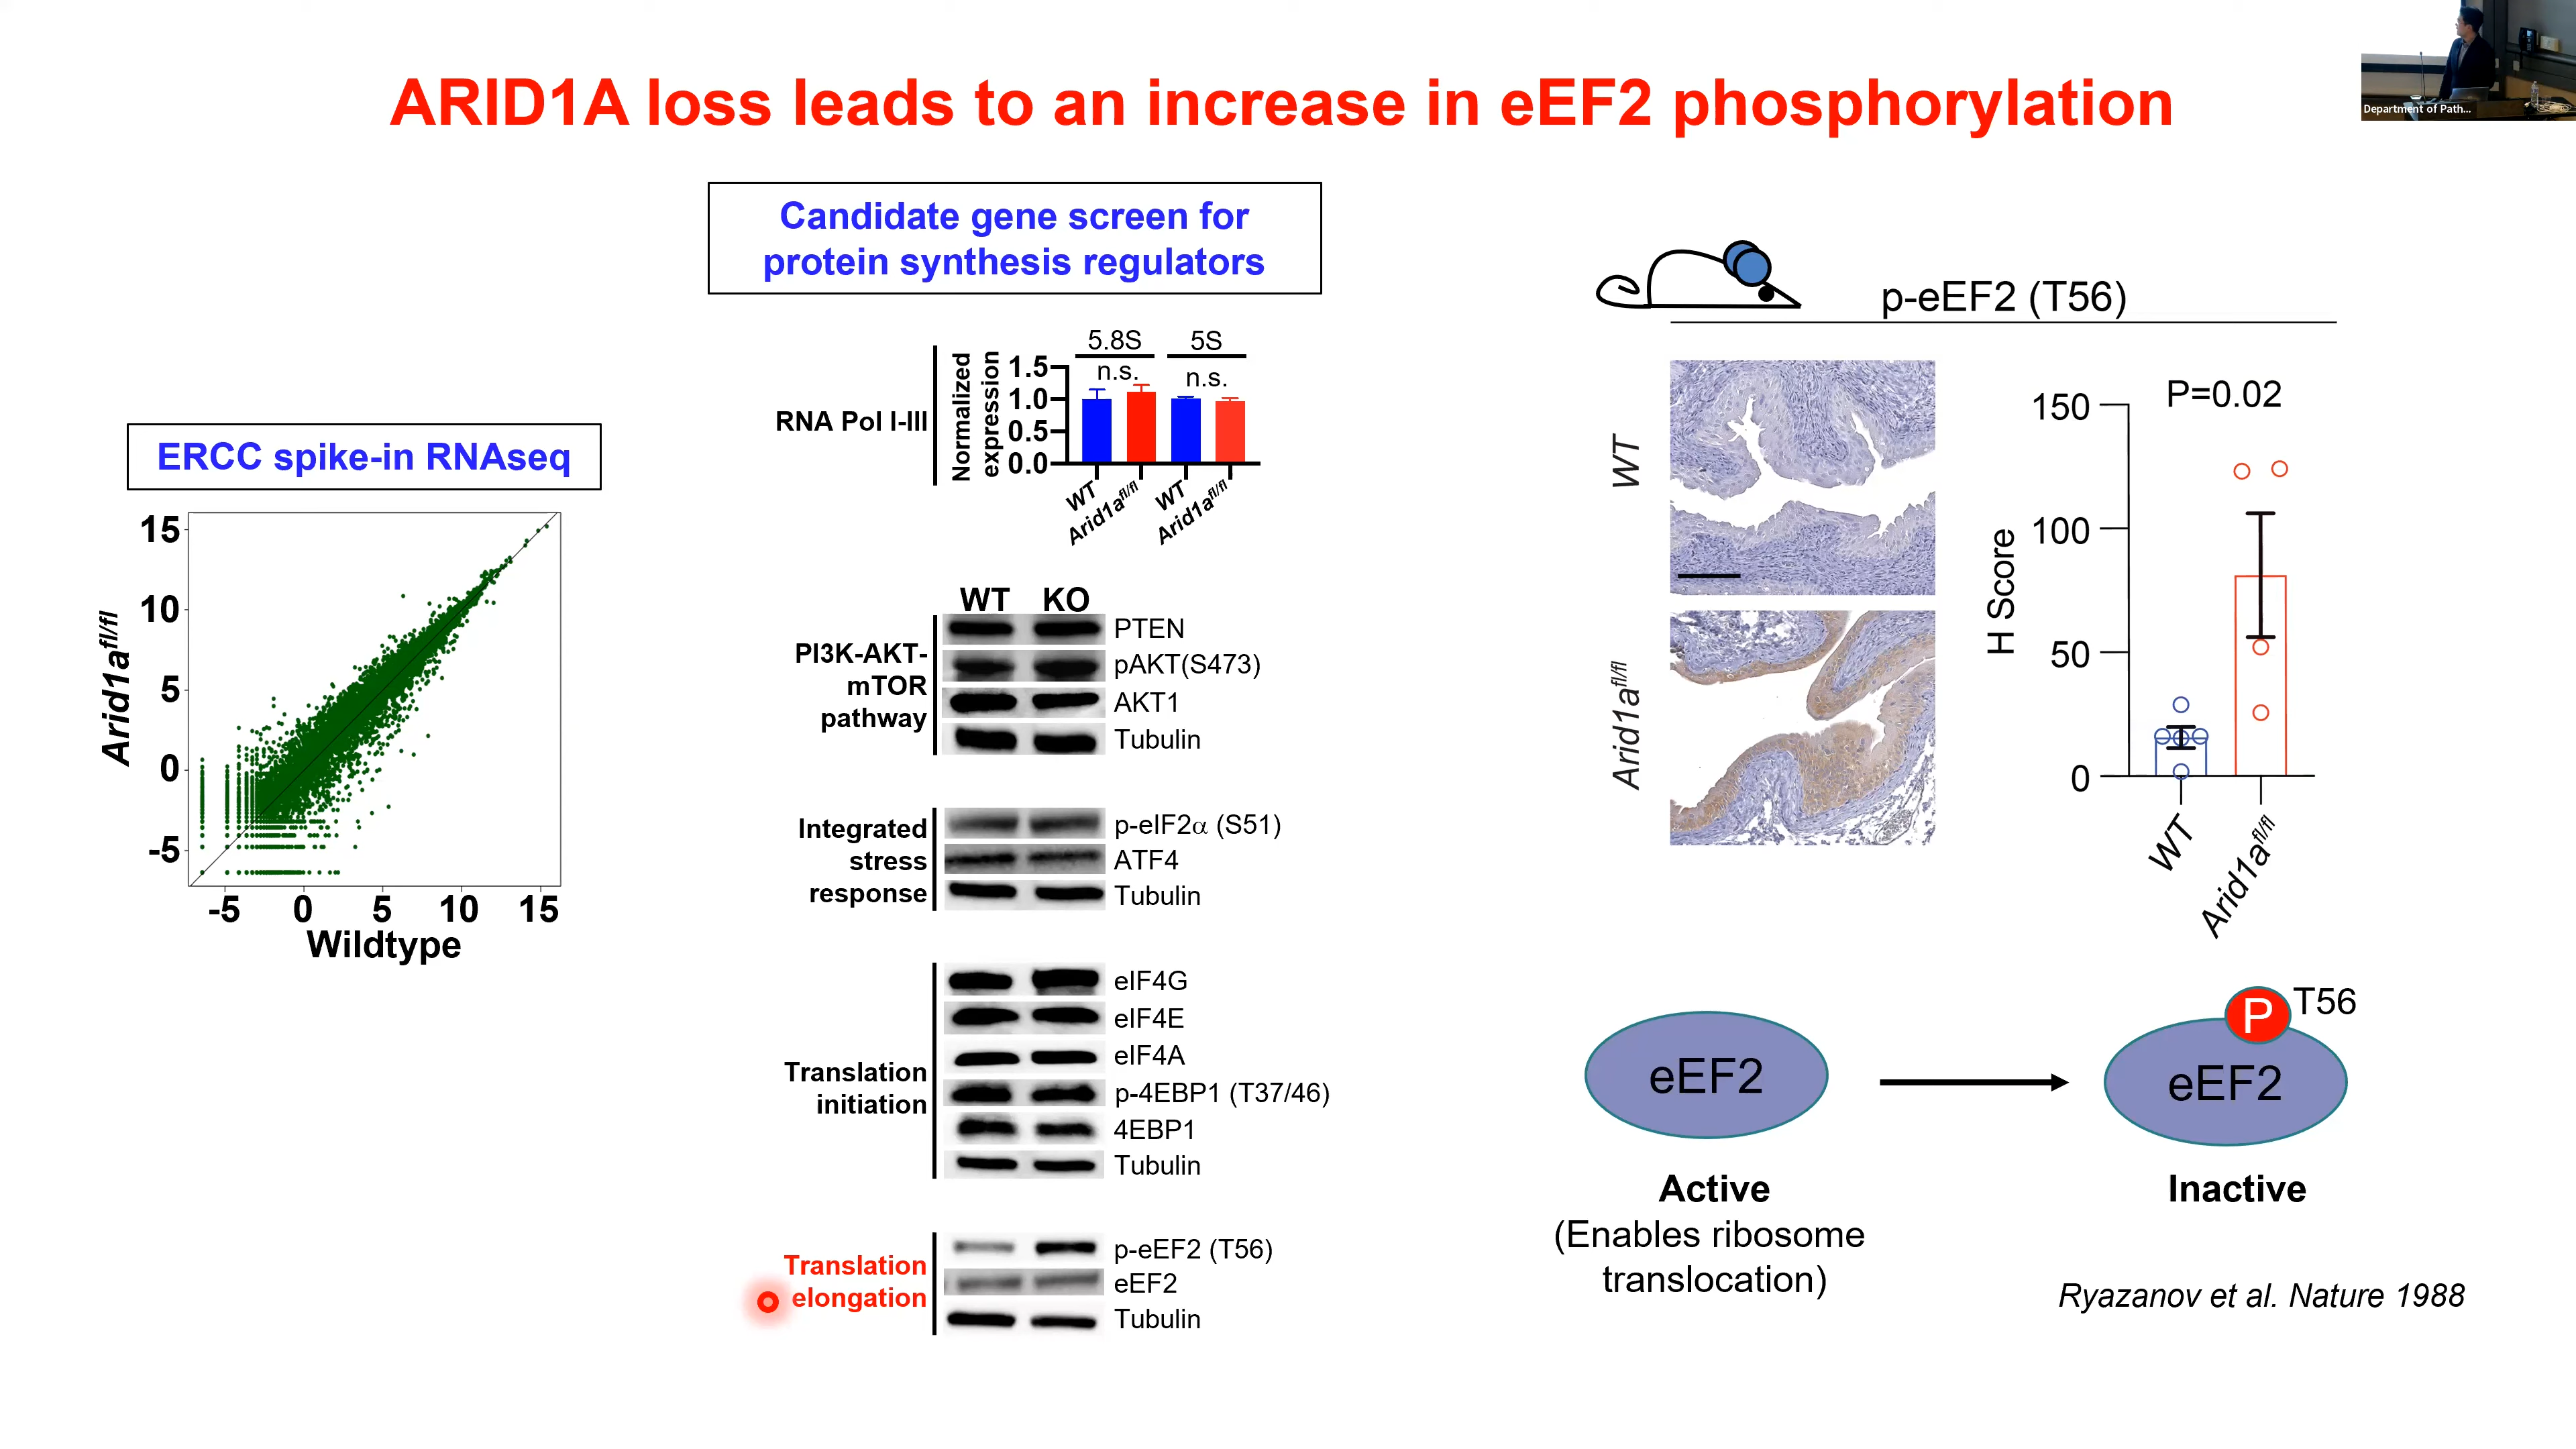 ARID1A loss leads to an increase in eEF2 phosphorylation
Department of Path...
ERCC spike-in RNAseq
15
10
5
0
-5
Arid1afl/fl
-5 0 5 10 15
Wildtype
Candidate gene screen for
protein synthesis regulators
RNA Pol I-III
Normalized
expression
5.8S 5S
n.s. n.s.
1.5
1.0
0.5
0.0
WT Arid1afl/fl WT Arid1afl/fl
WT KO
PI3K-AKT-
mTOR
pathway
PTEN
pAKT(S473)
AKT1
Tubulin
Integrated
stress
response
p-eIF2α (S51)
ATF4
Tubulin
Translation
initiation
eIF4G
eIF4E
eIF4A
p-4EBP1 (T37/46)
4EBP1
Tubulin
Translation
elongation
p-eEF2 (T56)
eEF2
Tubulin
p-eEF2 (T56)
WT
Arid1afl/fl
P=0.02
H Score
150
100
50
0
WT Arid1afl/fl
eEF2
Active
(Enables ribosome
translocation)
P T56
eEF2
Inactive
Ryazanov et al. Nature 1988